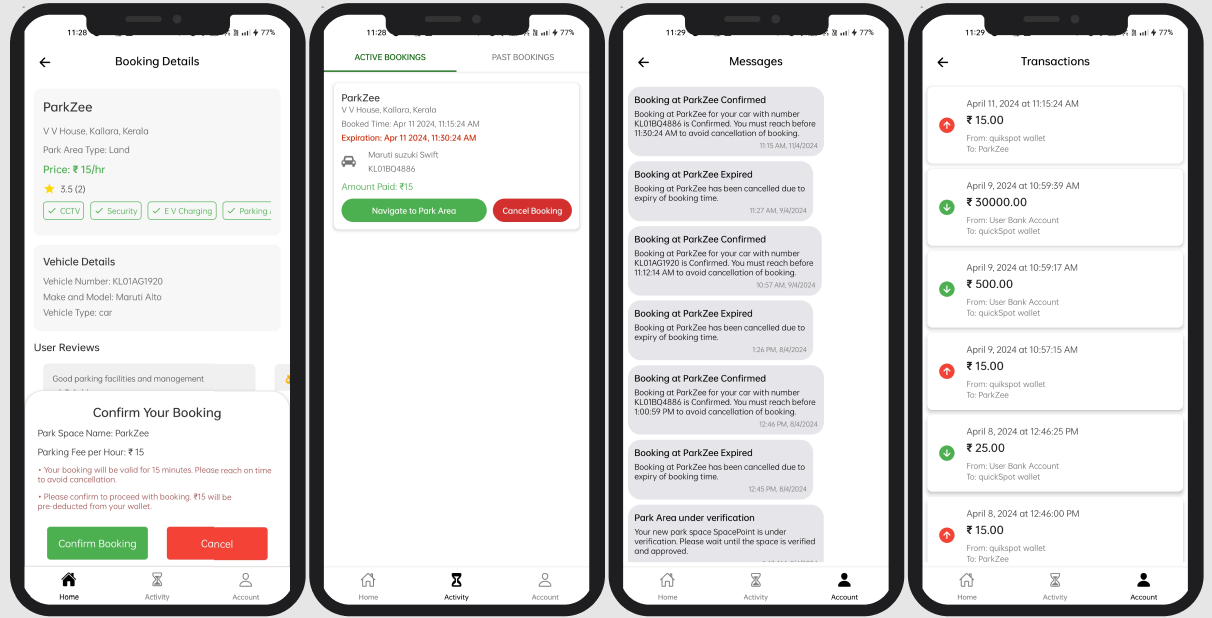 11:28
77%
Booking Details
ParkZee
V V House, Kallara, Kerala
Park Area Type: Land
Price: ₹ 15/hr
3.5 (2)
CCTV
Security
E V Charging
Parking
Vehicle Details
Vehicle Number: KL01AG1920
Make and Model: Maruti Alto
Vehicle Type: car
User Reviews
Good parking facilities and management
Confirm Your Booking
Park Space Name: ParkZee
Parking Fee per Hour: ₹ 15
• Your booking will be valid for 15 minutes. Please reach on time
to avoid cancellation.
• Please confirm to proceed with booking. ₹15 will be
pre-deducted from your wallet.
Confirm Booking
Cancel
Home
Activity
Account
11:28
77%
ACTIVE BOOKINGS
PAST BOOKINGS
ParkZee
V V House, Kallara, Kerala
Booked Time: Apr 11 2024, 11:15:24 AM
Expiration: Apr 11 2024, 11:30:24 AM
Maruti suzuki Swift
KL01BQ4886
Amount Paid: ₹15
Navigate to Park Area
Cancel Booking
Home
Activity
Account
11:29
77%
Messages
Booking at ParkZee Confirmed
Booking at ParkZee for your car with number
KL01BQ4886 is Confirmed. You must reach before
11:30:24 AM to avoid cancellation of booking.
11:15 AM, 11/4/2024
Booking at ParkZee Expired
Booking at ParkZee has been cancelled due to
expiry of booking time.
11:27 AM, 9/4/2024
Booking at ParkZee Confirmed
Booking at ParkZee for your car with number
KL01AG1920 is Confirmed. You must reach before
11:12:14 AM to avoid cancellation of booking.
10:57 AM, 9/4/2024
Booking at ParkZee Expired
Booking at ParkZee has been cancelled due to
expiry of booking time.
1:26 PM, 8/4/2024
Booking at ParkZee Confirmed
Booking at ParkZee for your car with number
KL01BQ4886 is Confirmed. You must reach before
1:00:59 PM to avoid cancellation of booking.
12:46 PM, 8/4/2024
Booking at ParkZee Expired
Booking at ParkZee has been cancelled due to
expiry of booking time.
12:45 PM, 8/4/2024
Park Area under verification
Your new park space SpacePoint is under
verification. Please wait until the space is verified
and approved.
Home
Activity
Account
11:29
77%
Transactions
April 11, 2024 at 11:15:24 AM
₹ 15.00
From: quikspot wallet
To: ParkZee
April 9, 2024 at 10:59:39 AM
₹ 30000.00
From: User Bank Account
To: quickSpot wallet
April 9, 2024 at 10:59:17 AM
₹ 500.00
From: User Bank Account
To: quickSpot wallet
April 9, 2024 at 10:57:15 AM
₹ 15.00
From: quikspot wallet
To: ParkZee
April 8, 2024 at 12:46:25 PM
₹ 25.00
From: User Bank Account
To: quickSpot wallet
April 8, 2024 at 12:46:00 PM
₹ 15.00
From: quikspot wallet
To: ParkZee
Home
Activity
Account